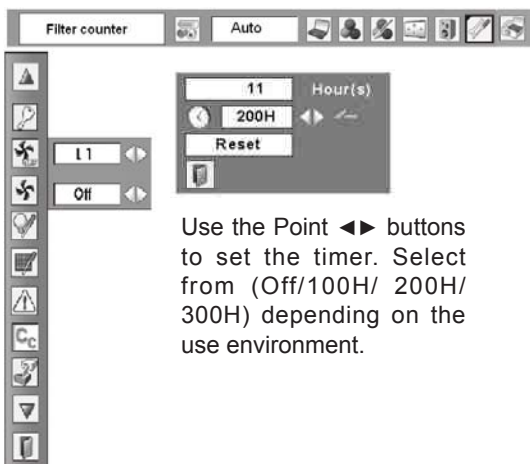 Filter counter
Auto
11 Hour(s)
200H
Reset
L1
Off
Cc
Use the Point ◄► buttons
to set the timer. Select
from (Off/100H/ 200H/
300H) depending on the
use environment.